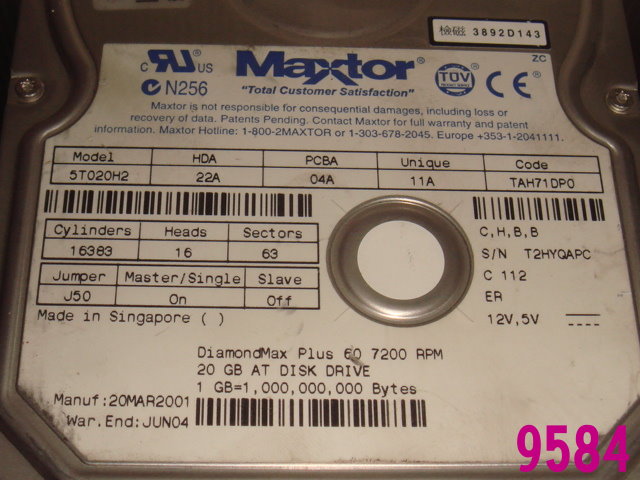 檢磁 3892D143
ZC
C UR US
Maxtor®
TÜV
CE
N256
"Total Customer Satisfaction"
Maxtor is not responsible for consequential damages, including loss or
recovery of data. Patents Pending. Contact Maxtor for full warranty and patent
information. Maxtor Hotline: 1-800-2MAXTOR or 1-303-678-2045. Europe +353-1-2041111.
Model HDA PCBA Unique Code
5T020H2 22A 04A 11A TAH71DP0
Cylinders Heads Sectors
16383 16 63
C,H,B,B
S/N T2HYQAPC
Jumper Master/Single Slave
J50 On Off
C 112
ER
Made in Singapore ( )
12V,5V
DiamondMax Plus 60 7200 RPM
20 GB AT DISK DRIVE
1 GB=1,000,000,000 Bytes
Manuf:20MAR2001
War.End:JUN04
9584